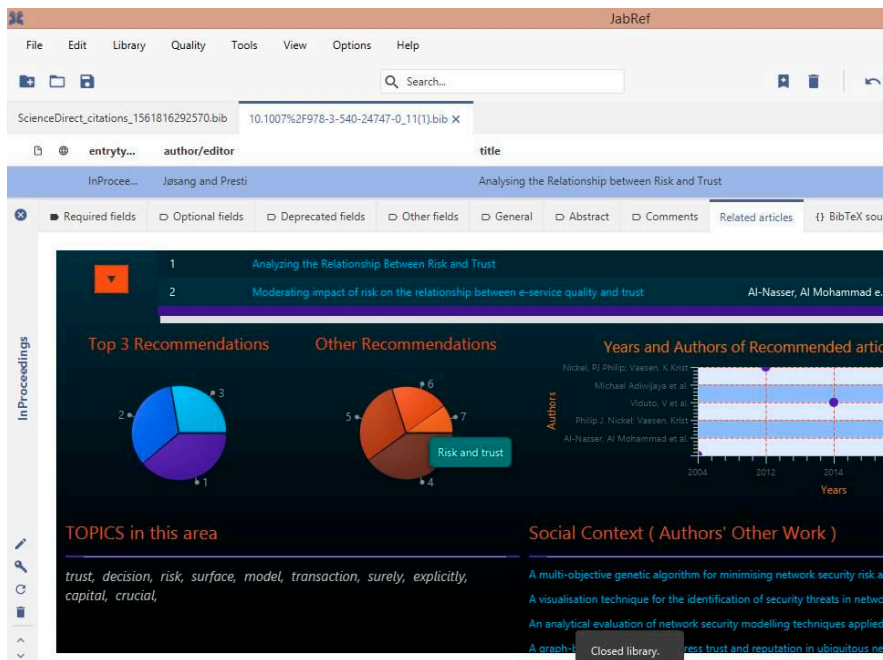 JabRef
File Edit Library Quality Tools View Options Help
Search...
ScienceDirect_citations_1561816292570.bib 10.1007%2F978-3-540-24747-0_11(1).bib
entryty... author/editor title
InProcee... Jøsang and Presti Analysing the Relationship between Risk and Trust
Required fields Optional fields Deprecated fields Other fields General Abstract Comments Related articles {} BibTeX sou
InProceedings
1 Analyzing the Relationship Between Risk and Trust
2 Moderating impact of risk on the relationship between e-service quality and trust Al-Nasser, Al Mohammad e.
Top 3 Recommendations
3
2
1
Other Recommendations
6
5
7
Risk and trust
4
Years and Authors of Recommended artic
Authors
Nickel, PJ Philip; Vaesen, K Krist
Michael Adiwijaya et al.
Viduto, V et al.
Philip J. Nickel; Vaesen, Krist
Al-Nasser, Al Mohammad et al.
2004 2012 2014
Years
TOPICS in this area
trust, decision, risk, surface, model, transaction, surely, explicitly,
capital, crucial,
Social Context ( Authors' Other Work )
A multi-objective genetic algorithm for minimising network security risk a
A visualisation technique for the identification of security threats in netwo
An analytical evaluation of network security modelling techniques applied
A graph-b ress trust and reputation in ubiquitous ne
Closed library.